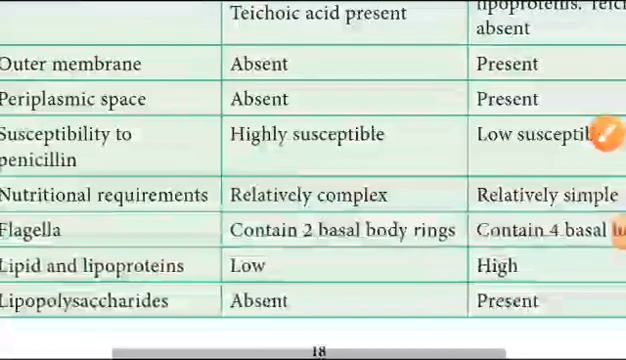 Teichoic acid present
absent
Outer membrane Absent Present
Periplasmic space Absent Present
Susceptibility to Highly susceptible Low
penicillin
Nutritional requirements Relatively complex Relatively simple
Flagella Contain 2 basal body rings Contain 4 basal
Lipid and lipoproteins Low High
Lipopolysaccharides Absent Present
18